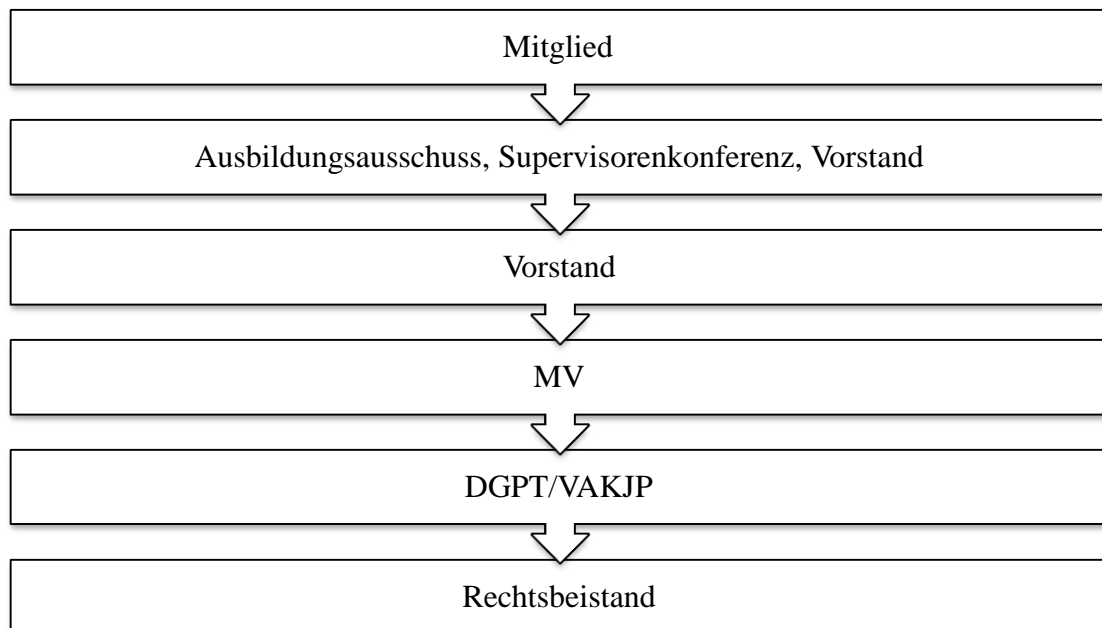 Mitglied
Ausbildungsausschuss, Supervisorenkonferenz, Vorstand
Vorstand
MV
DGPT/VAKJP
Rechtsbeistand